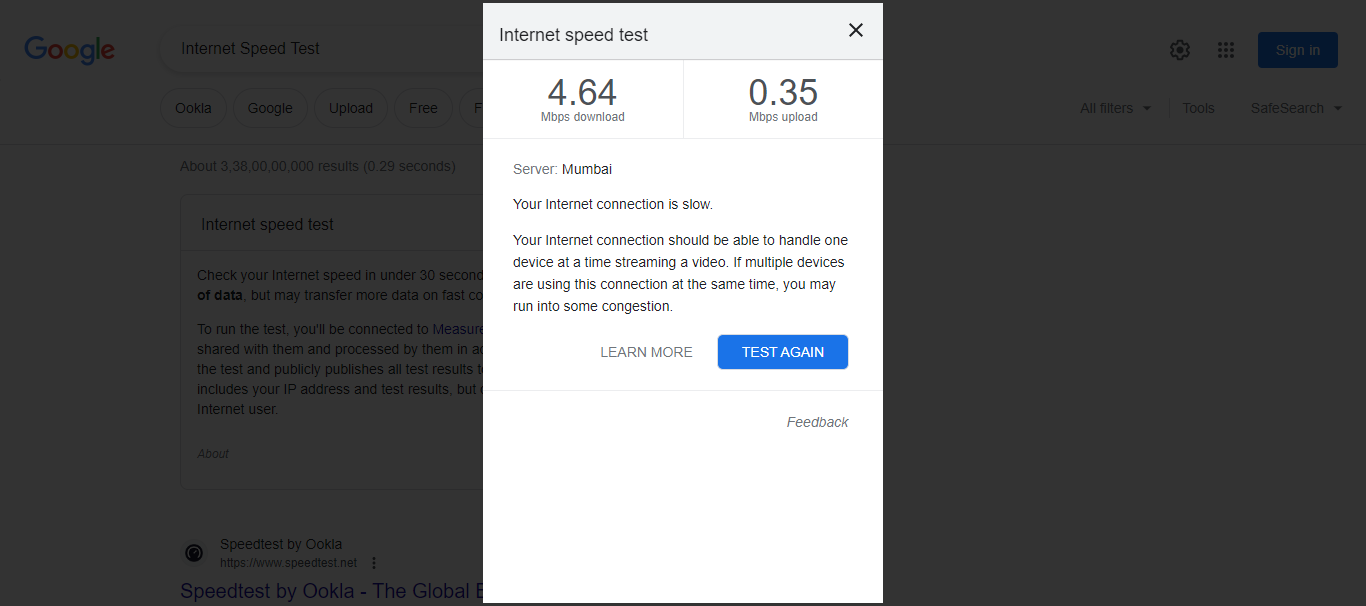 Google
Internet Speed Test
Sign in
Ookla
Google
Upload
Free
F
All filters
Tools
SafeSearch
About 3,38,00,00,000 results (0.29 seconds)
Internet speed test
Check your Internet speed in under 30 second
of data, but may transfer more data on fast co
To run the test, you'll be connected to Measure
shared with them and processed by them in ac
the test and publicly publishes all test results t
includes your IP address and test results, but
Internet user.
About
Speedtest by Ookla
https://www.speedtest.net
Speedtest by Ookla - The Global
Internet speed test
4.64
Mbps download
0.35
Mbps upload
Server: Mumbai
Your Internet connection is slow.
Your Internet connection should be able to handle one
device at a time streaming a video. If multiple devices
are using this connection at the same time, you may
run into some congestion.
LEARN MORE
TEST AGAIN
Feedback